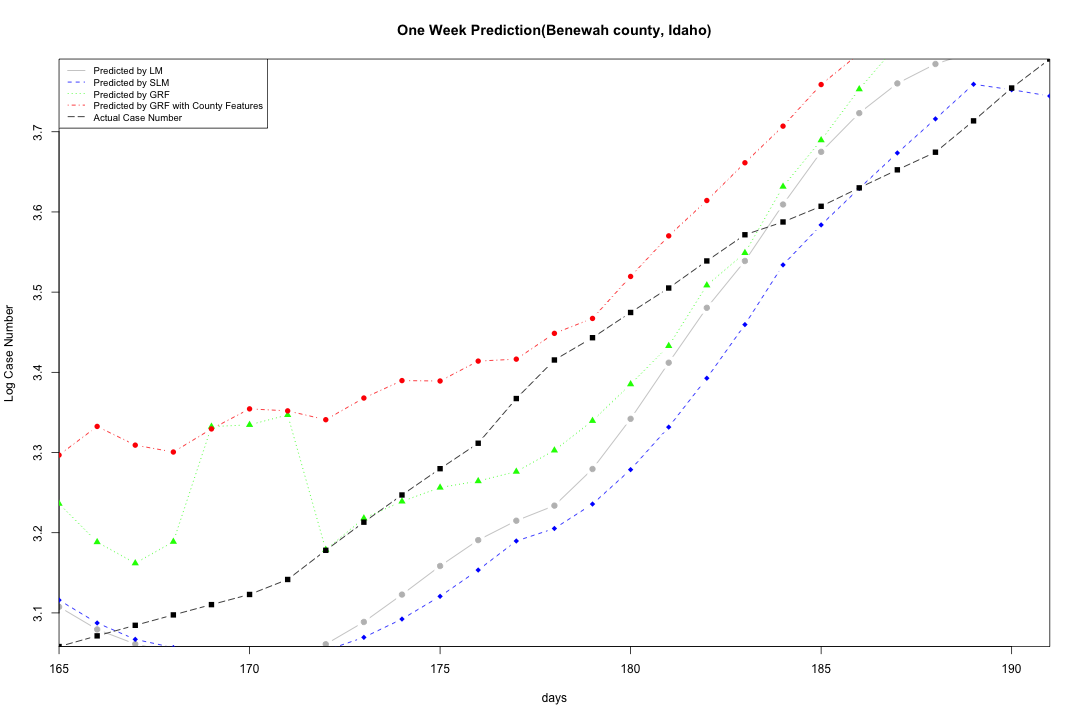 One Week Prediction(Benewah county, Idaho)
Predicted by LM
Predicted by SLM
Predicted by GRF
Predicted by GRF with County Features
Actual Case Number
3.7
3.6
3.5
3.4
3.3
3.2
3.1
Log Case Number
165 170 175 180 185 190
days